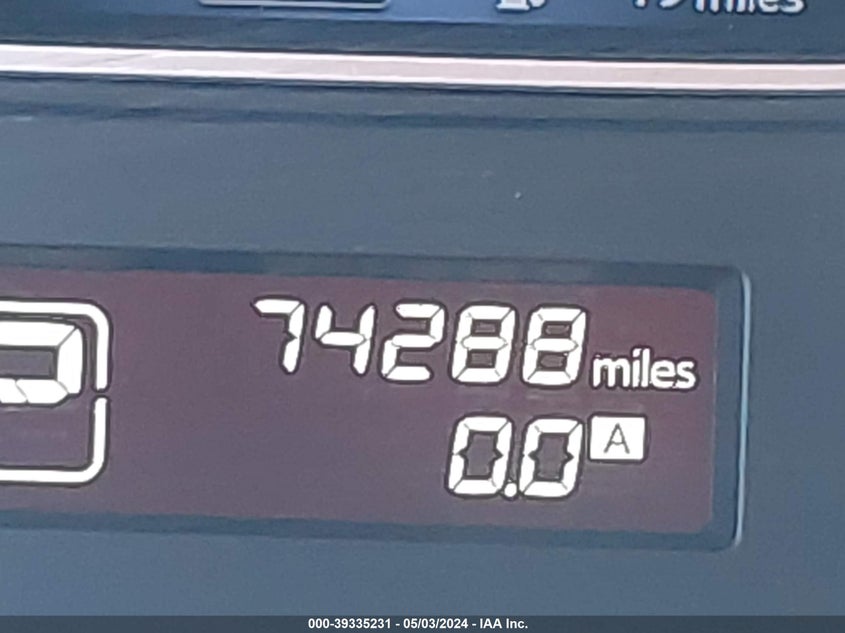 miles
P
74288 miles
0.0 A
000-39335231 - 05/03/2024 - IAA Inc.